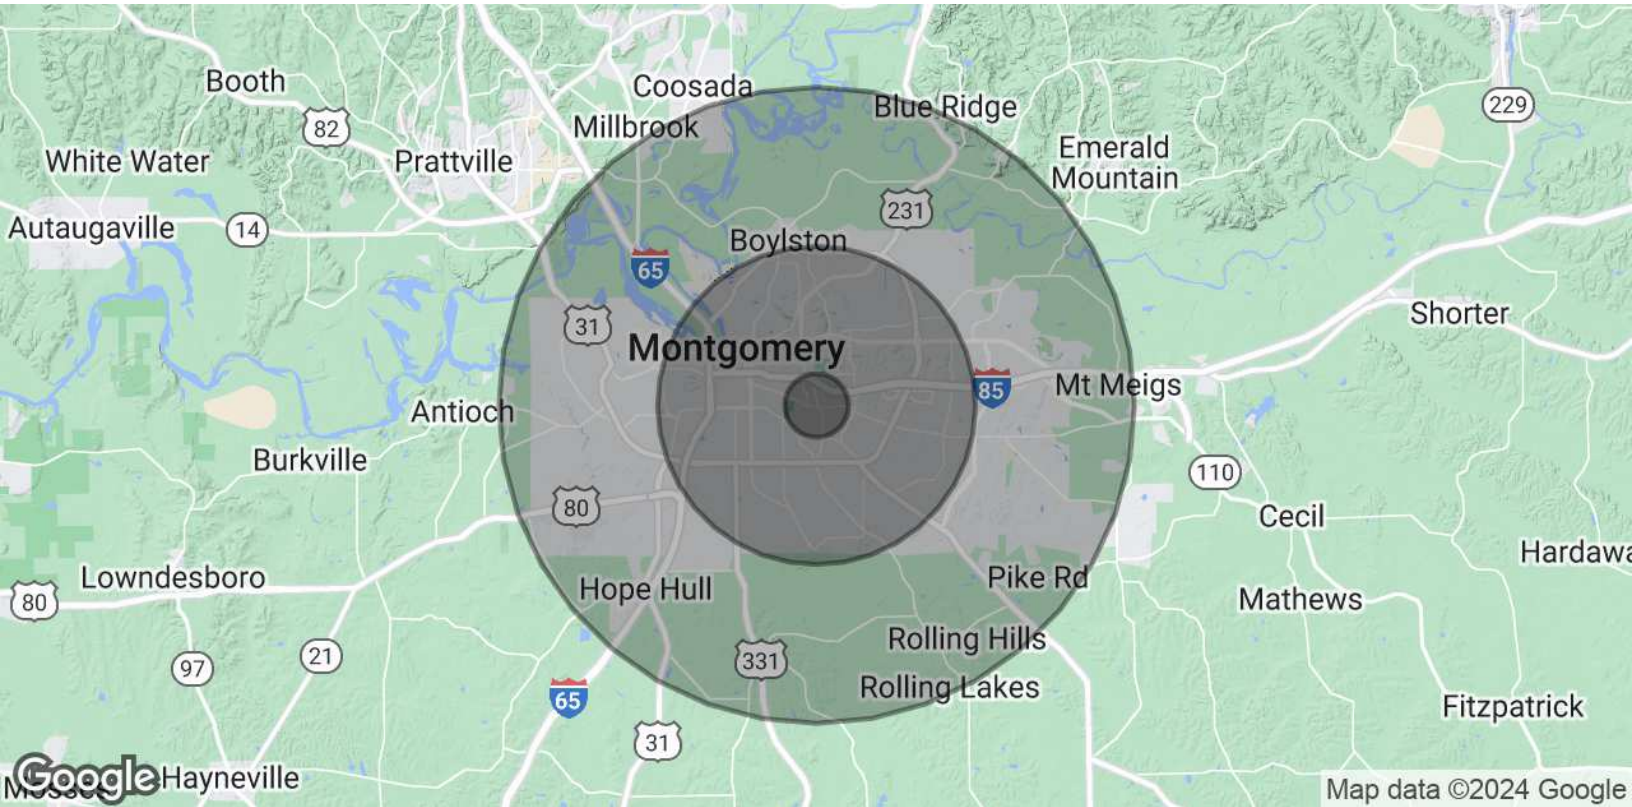 Coosada
Booth
Blue Ridge
229
82
Millbrook
Emerald
Mountain
White Water
Prattville
231
Autaugaville
14
Boylston
65
31
Shorter
Montgomery
85
Mt Meigs
Antioch
Burkville
110
80
Cecil
Hardawa
Lowndesboro
Hope Hull
Pike Rd
80
Mathews
Rolling Hills
21
331
97
Rolling Lakes
65
Fitzpatrick
31
Google
Hayneville
Map data ©2024 Google